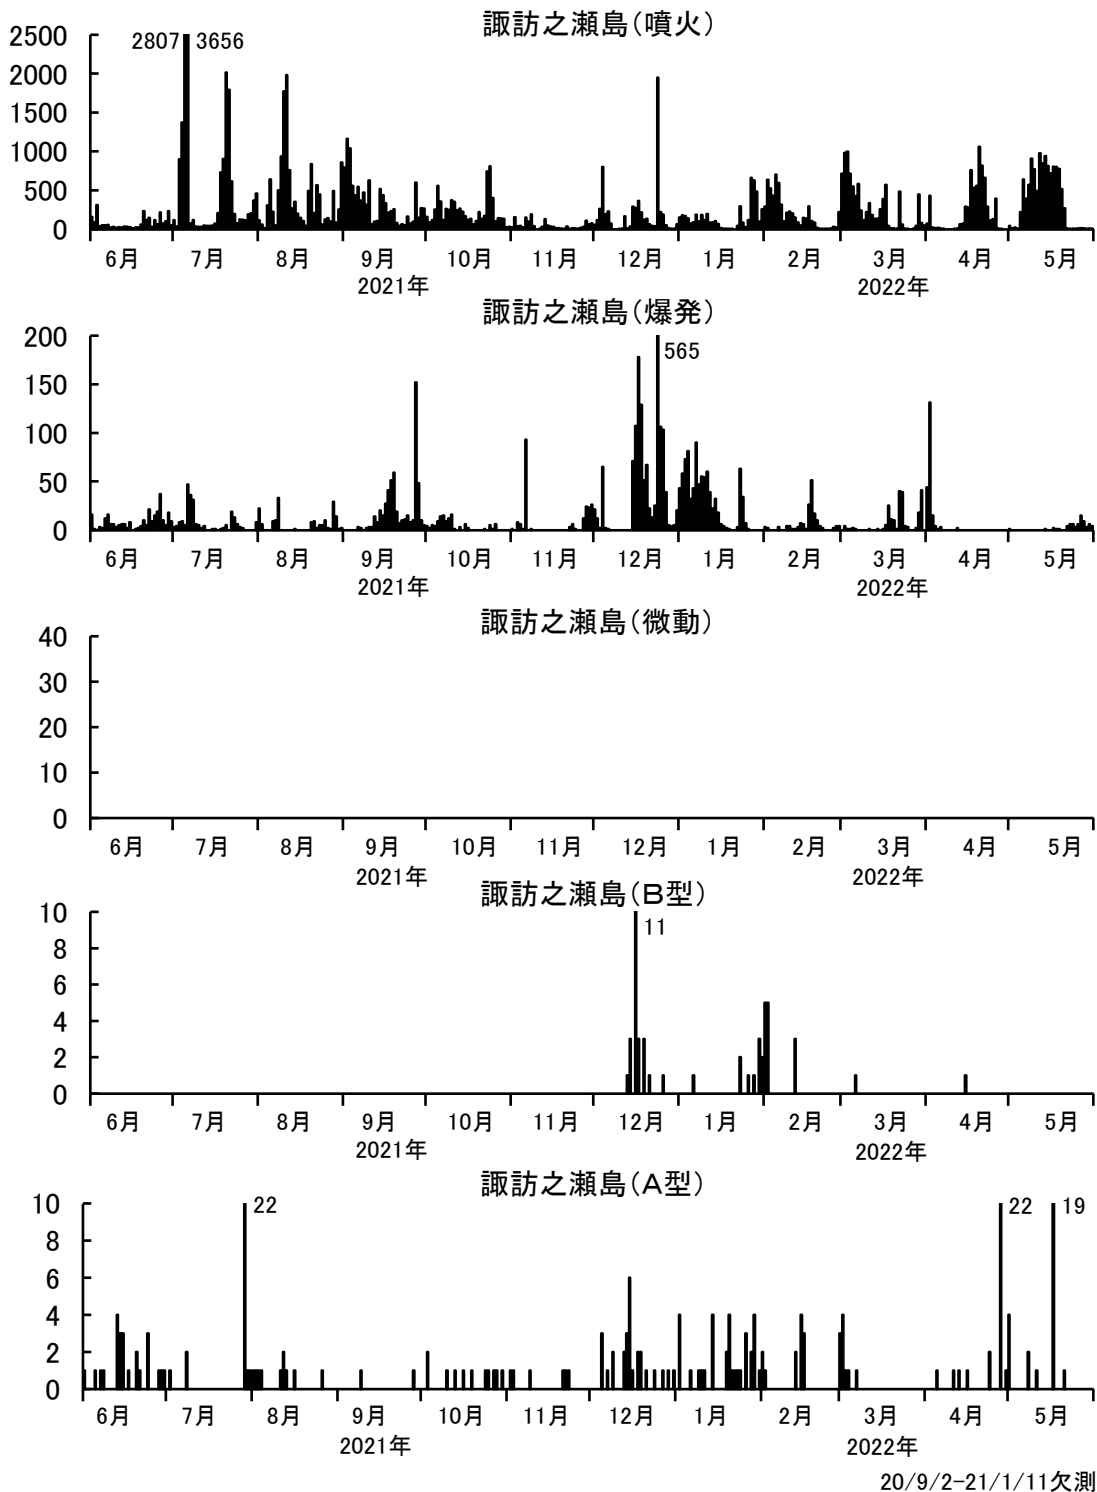 諏訪之瀬島(噴火)
2500
2000
1500
1000
500
0
2807 3656
6月 7月 8月 9月 10月 11月 12月 1月 2月 3月 4月 5月
2021年 2022年
諏訪之瀬島(爆発)
200
150
100
50
0
565
6月 7月 8月 9月 10月 11月 12月 1月 2月 3月 4月 5月
2021年 2022年
諏訪之瀬島(微動)
40
30
20
10
0
6月 7月 8月 9月 10月 11月 12月 1月 2月 3月 4月 5月
2021年 2022年
諏訪之瀬島(B型)
10
8
6
4
2
0
11
6月 7月 8月 9月 10月 11月 12月 1月 2月 3月 4月 5月
2021年 2022年
諏訪之瀬島(A型)
10
8
6
4
2
0
22 22 19
6月 7月 8月 9月 10月 11月 12月 1月 2月 3月 4月 5月
2021年 2022年
20/9/2-21/1/11欠測